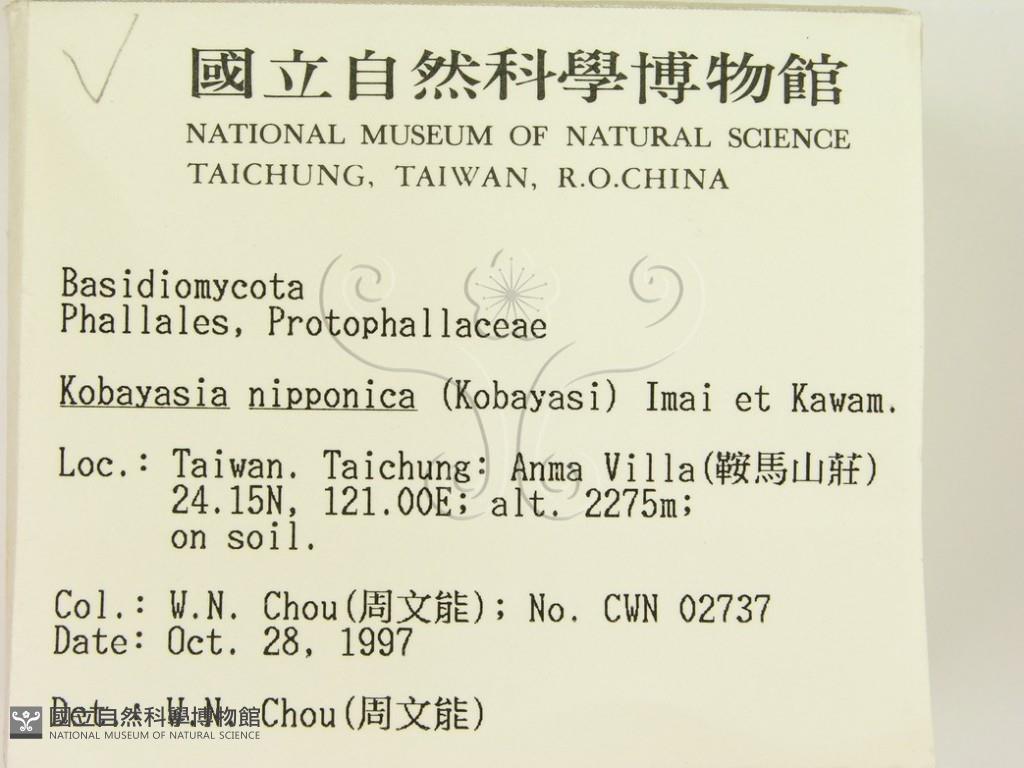 國立自然科學博物館
NATIONAL MUSEUM OF NATURAL SCIENCE
TAICHUNG, TAIWAN, R.O.CHINA
Basidiomycota
Phallales, Protophallaceae
Kobayasia nipponica (Kobayasi) Imai et Kawam.
Loc.: Taiwan. Taichung: Anma Villa(鞍馬山莊)
24.15N, 121.00E; alt. 2275m;
on soil.
Col.: W.N. Chou(周文能); No. CWN 02737
Date: Oct. 28, 1997
Det.: W.N. Chou(周文能)
國立自然科學博物館
NATIONAL MUSEUM OF NATURAL SCIENCE